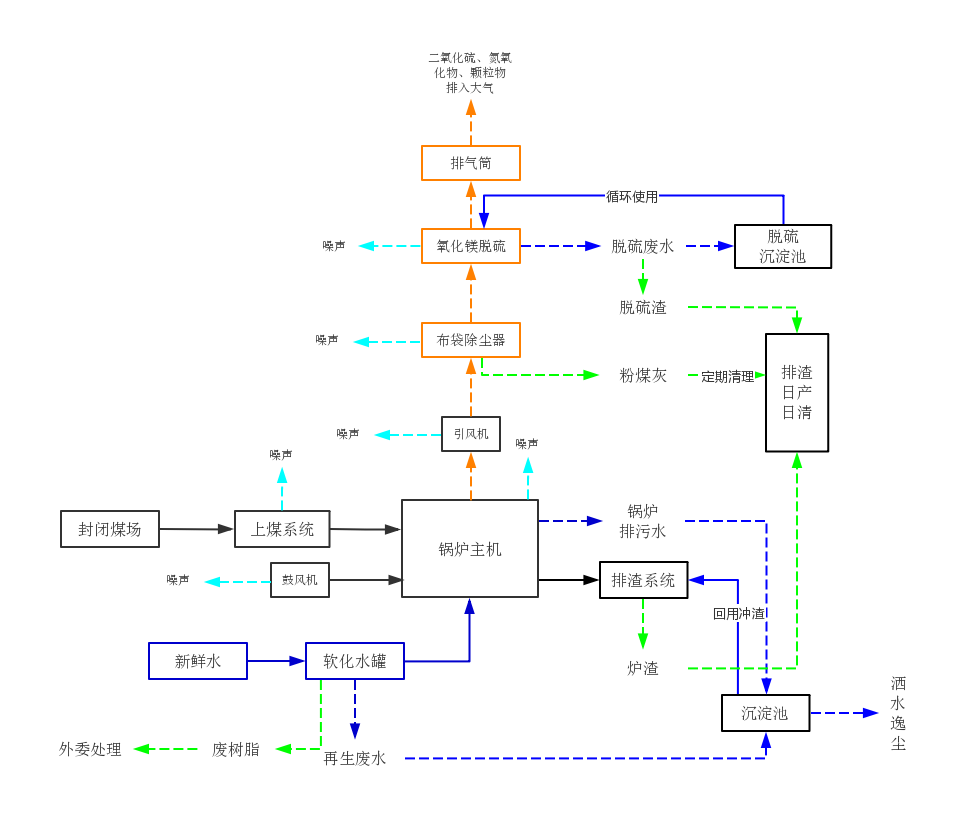 二氧化硫、氮氧
化物、颗粒物
排入大气
排气筒
循环使用
噪声
氧化镁脱硫
脱硫废水
脱硫
沉淀池
脱硫渣
噪声
布袋除尘器
粉煤灰
定期清理
排渣
日产
日清
噪声
引风机
噪声
噪声
封闭煤场
上煤系统
锅炉主机
锅炉
排污水
噪声
鼓风机
排渣系统
回用冲渣
新鲜水
软化水罐
炉渣
沉淀池
洒
水
逸
尘
外委处理
废树脂
再生废水